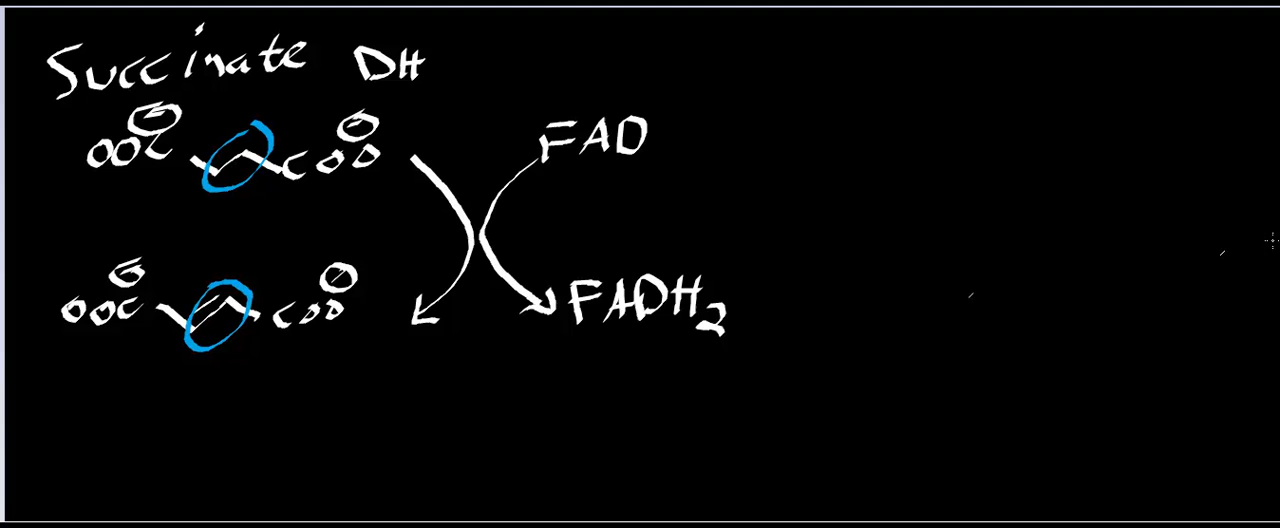 Succinate DH
⊖OOC COO⊖
FAD
⊖OOC COO⊖
FADH₂